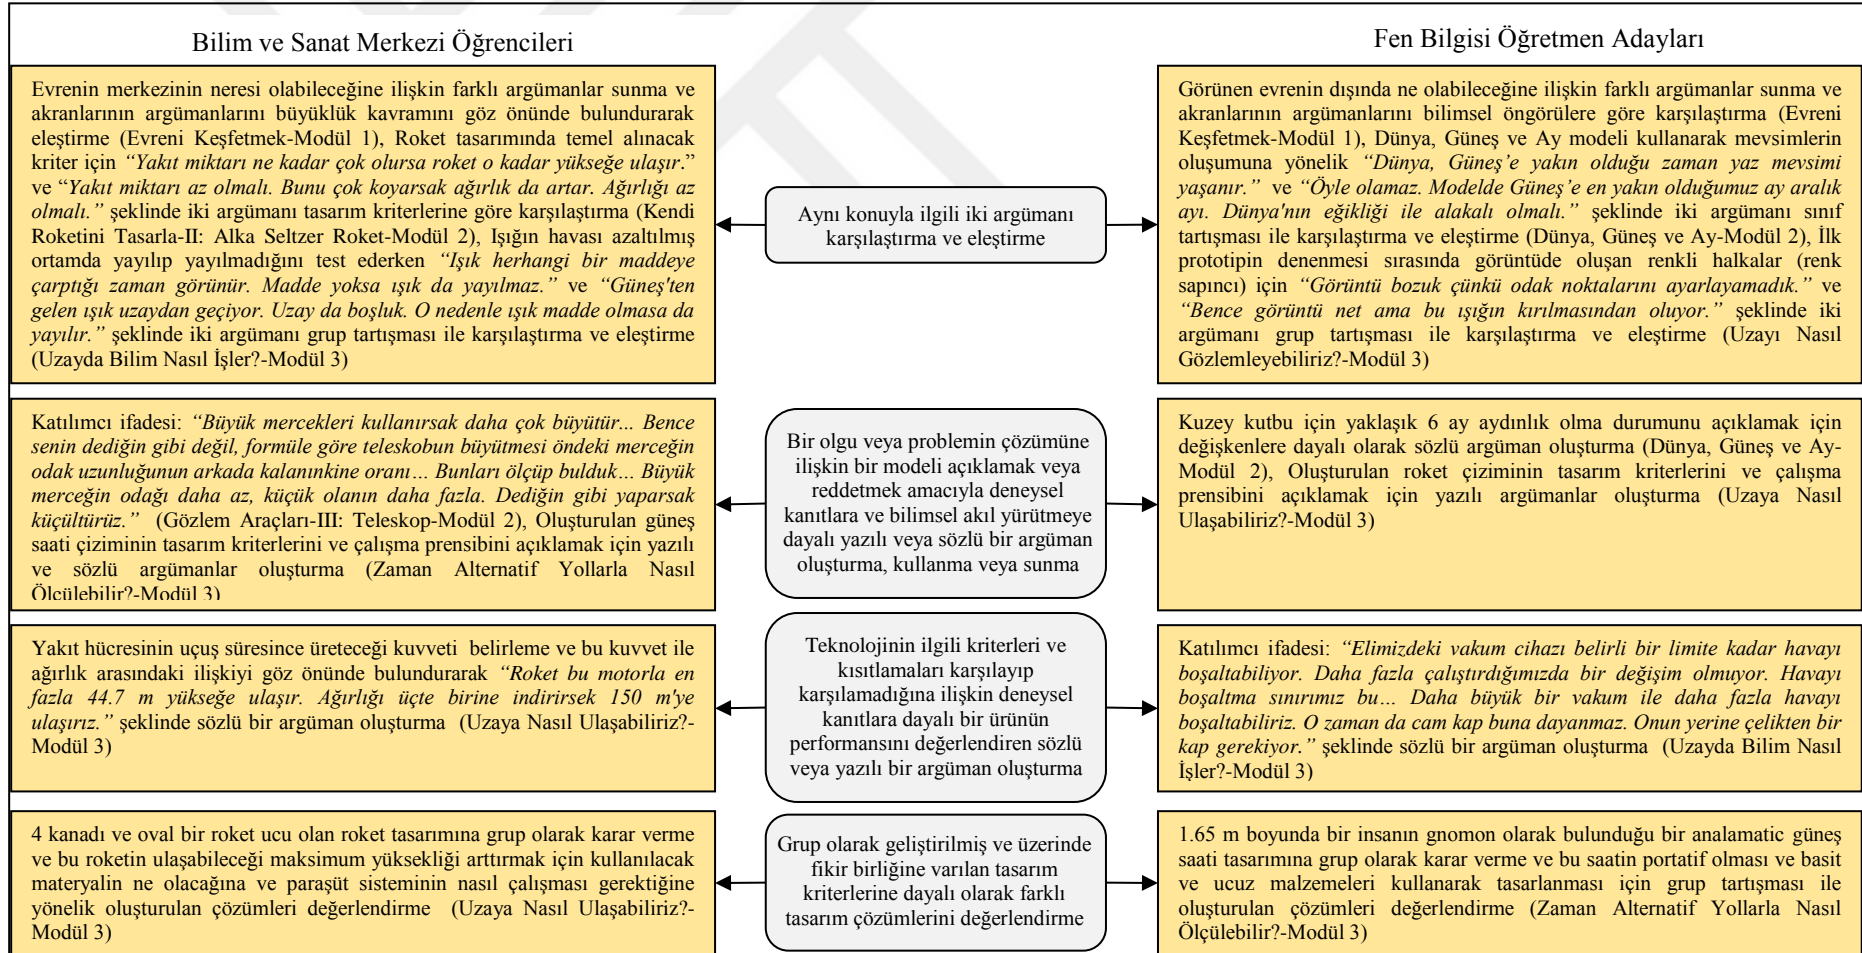 Bilim ve Sanat Merkezi Öğrencileri
Fen Bilgisi Öğretmen Adayları
Evrenin merkezinin neresi olabileceğine ilişkin farklı argümanlar sunma ve
akranlarının argümanlarını büyüklük kavramını göz önünde bulundurarak
eleştirme (Evreni Keşfetmek-Modül 1), Roket tasarımında temel alınacak
kriter için “Yakıt miktarı ne kadar çok olursa roket o kadar yükseğe ulaşır.”
ve “Yakıt miktarı az olmalı. Bunu çok koyarsak ağırlık da artar. Ağırlığı az
olmalı.” şeklinde iki argümanı tasarım kriterlerine göre karşılaştırma (Kendi
Roketini Tasarla-II: Alka Seltzer Roket-Modül 2), Işığın havası azaltılmış
ortamda yayılıp yayılmadığını test ederken “Işık herhangi bir maddeye
çarptığı zaman görünür. Madde yoksa ışık da yayılmaz.” ve “Güneş'ten
gelen ışık uzaydan geçiyor. Uzay da boşluk. O nedenle ışık madde olmasa da
yayılır.” şeklinde iki argümanı grup tartışması ile karşılaştırma ve eleştirme
(Uzayda Bilim Nasıl İşler?-Modül 3)
Aynı konuyla ilgili iki argümanı
karşılaştırma ve eleştirme
Görünen evrenin dışında ne olabileceğine ilişkin farklı argümanlar sunma ve
akranlarının argümanlarını bilimsel öngörülere göre karşılaştırma (Evreni
Keşfetmek-Modül 1), Dünya, Güneş ve Ay modeli kullanarak mevsimlerin
oluşumuna yönelik “Dünya, Güneş’e yakın olduğu zaman yaz mevsimi
yaşanır.” ve “Öyle olamaz. Modelde Güneş’e en yakın olduğumuz ay aralık
ayı. Dünya'nın eğikliği ile alakalı olmalı.” şeklinde iki argümanı sınıf
tartışması ile karşılaştırma ve eleştirme (Dünya, Güneş ve Ay-Modül 2), İlk
prototipin denenmesi sırasında görüntüde oluşan renkli halkalar (renk
sapıncı) için “Görüntü bozuk çünkü odak noktalarını ayarlayamadık.” ve
“Bence görüntü net ama bu ışığın kırılmasından oluyor.” şeklinde iki
argümanı grup tartışması ile karşılaştırma ve eleştirme (Uzayı Nasıl
Gözlemleyebiliriz?-Modül 3)
Katılımcı ifadesi: “Büyük mercekleri kullanırsak daha çok büyütür... Bence
senin dediğin gibi değil, formüle göre teleskobun büyütmesi öndeki merceğin
odak uzunluğunun arkada kalanınkine oranı… Bunları ölçüp bulduk… Büyük
merceğin odağı daha az, küçük olanın daha fazla. Dediğin gibi yaparsak
küçültürüz.” (Gözlem Araçları-III: Teleskop-Modül 2), Oluşturulan güneş
saati çiziminin tasarım kriterlerini ve çalışma prensibini açıklamak için yazılı
ve sözlü argümanlar oluşturma (Zaman Alternatif Yollarla Nasıl
Ölçülebilir?-Modül 3)
Bir olgu veya problemin çözümüne
ilişkin bir modeli açıklamak veya
reddetmek amacıyla deneysel
kanıtlara ve bilimsel akıl yürütmeye
dayalı yazılı veya sözlü bir argüman
oluşturma, kullanma veya sunma
Kuzey kutbu için yaklaşık 6 ay aydınlık olma durumunu açıklamak için
değişkenlere dayalı olarak sözlü argüman oluşturma (Dünya, Güneş ve Ay-
Modül 2), Oluşturulan roket çiziminin tasarım kriterlerini ve çalışma
prensibini açıklamak için yazılı argümanlar oluşturma (Uzaya Nasıl
Ulaşabiliriz?-Modül 3)
Yakıt hücresinin uçuş süresince üreteceği kuvveti belirleme ve bu kuvvet ile
ağırlık arasındaki ilişkiyi göz önünde bulundurarak “Roket bu motorla en
fazla 44.7 m yükseğe ulaşır. Ağırlığı üçte birine indirirsek 150 m'ye
ulaşırız.” şeklinde sözlü bir argüman oluşturma (Uzaya Nasıl Ulaşabiliriz?-
Modül 3)
Teknolojinin ilgili kriterleri ve
kısıtlamaları karşılayıp
karşılamadığına ilişkin deneysel
kanıtlara dayalı bir ürünün
performansını değerlendiren sözlü
veya yazılı bir argüman oluşturma
Katılımcı ifadesi: “Elimizdeki vakum cihazı belirli bir limite kadar havayı
boşaltabiliyor. Daha fazla çalıştırdığımızda bir değişim olmuyor. Havayı
boşaltma sınırımız bu… Daha büyük bir vakum ile daha fazla havayı
boşaltabiliriz. O zaman da cam kap buna dayanmaz. Onun yerine çelikten bir
kap gerekiyor.” şeklinde sözlü bir argüman oluşturma (Uzayda Bilim Nasıl
İşler?-Modül 3)
4 kanadı ve oval bir roket ucu olan roket tasarımına grup olarak karar verme
ve bu roketin ulaşabileceği maksimum yüksekliği arttırmak için kullanılacak
materyalin ne olacağına ve paraşüt sisteminin nasıl çalışması gerektiğine
yönelik oluşturulan çözümleri değerlendirme (Uzaya Nasıl Ulaşabiliriz?-
Modül 3)
Grup olarak geliştirilmiş ve üzerinde
fikir birliğine varılan tasarım
kriterlerine dayalı olarak farklı
tasarım çözümlerini değerlendirme
1.65 m boyunda bir insanın gnomon olarak bulunduğu bir analamatic güneş
saati tasarımına grup olarak karar verme ve bu saatin portatif olması ve basit
ve ucuz malzemeleri kullanarak tasarlanması için grup tartışması ile
oluşturulan çözümleri değerlendirme (Zaman Alternatif Yollarla Nasıl
Ölçülebilir?-Modül 3)